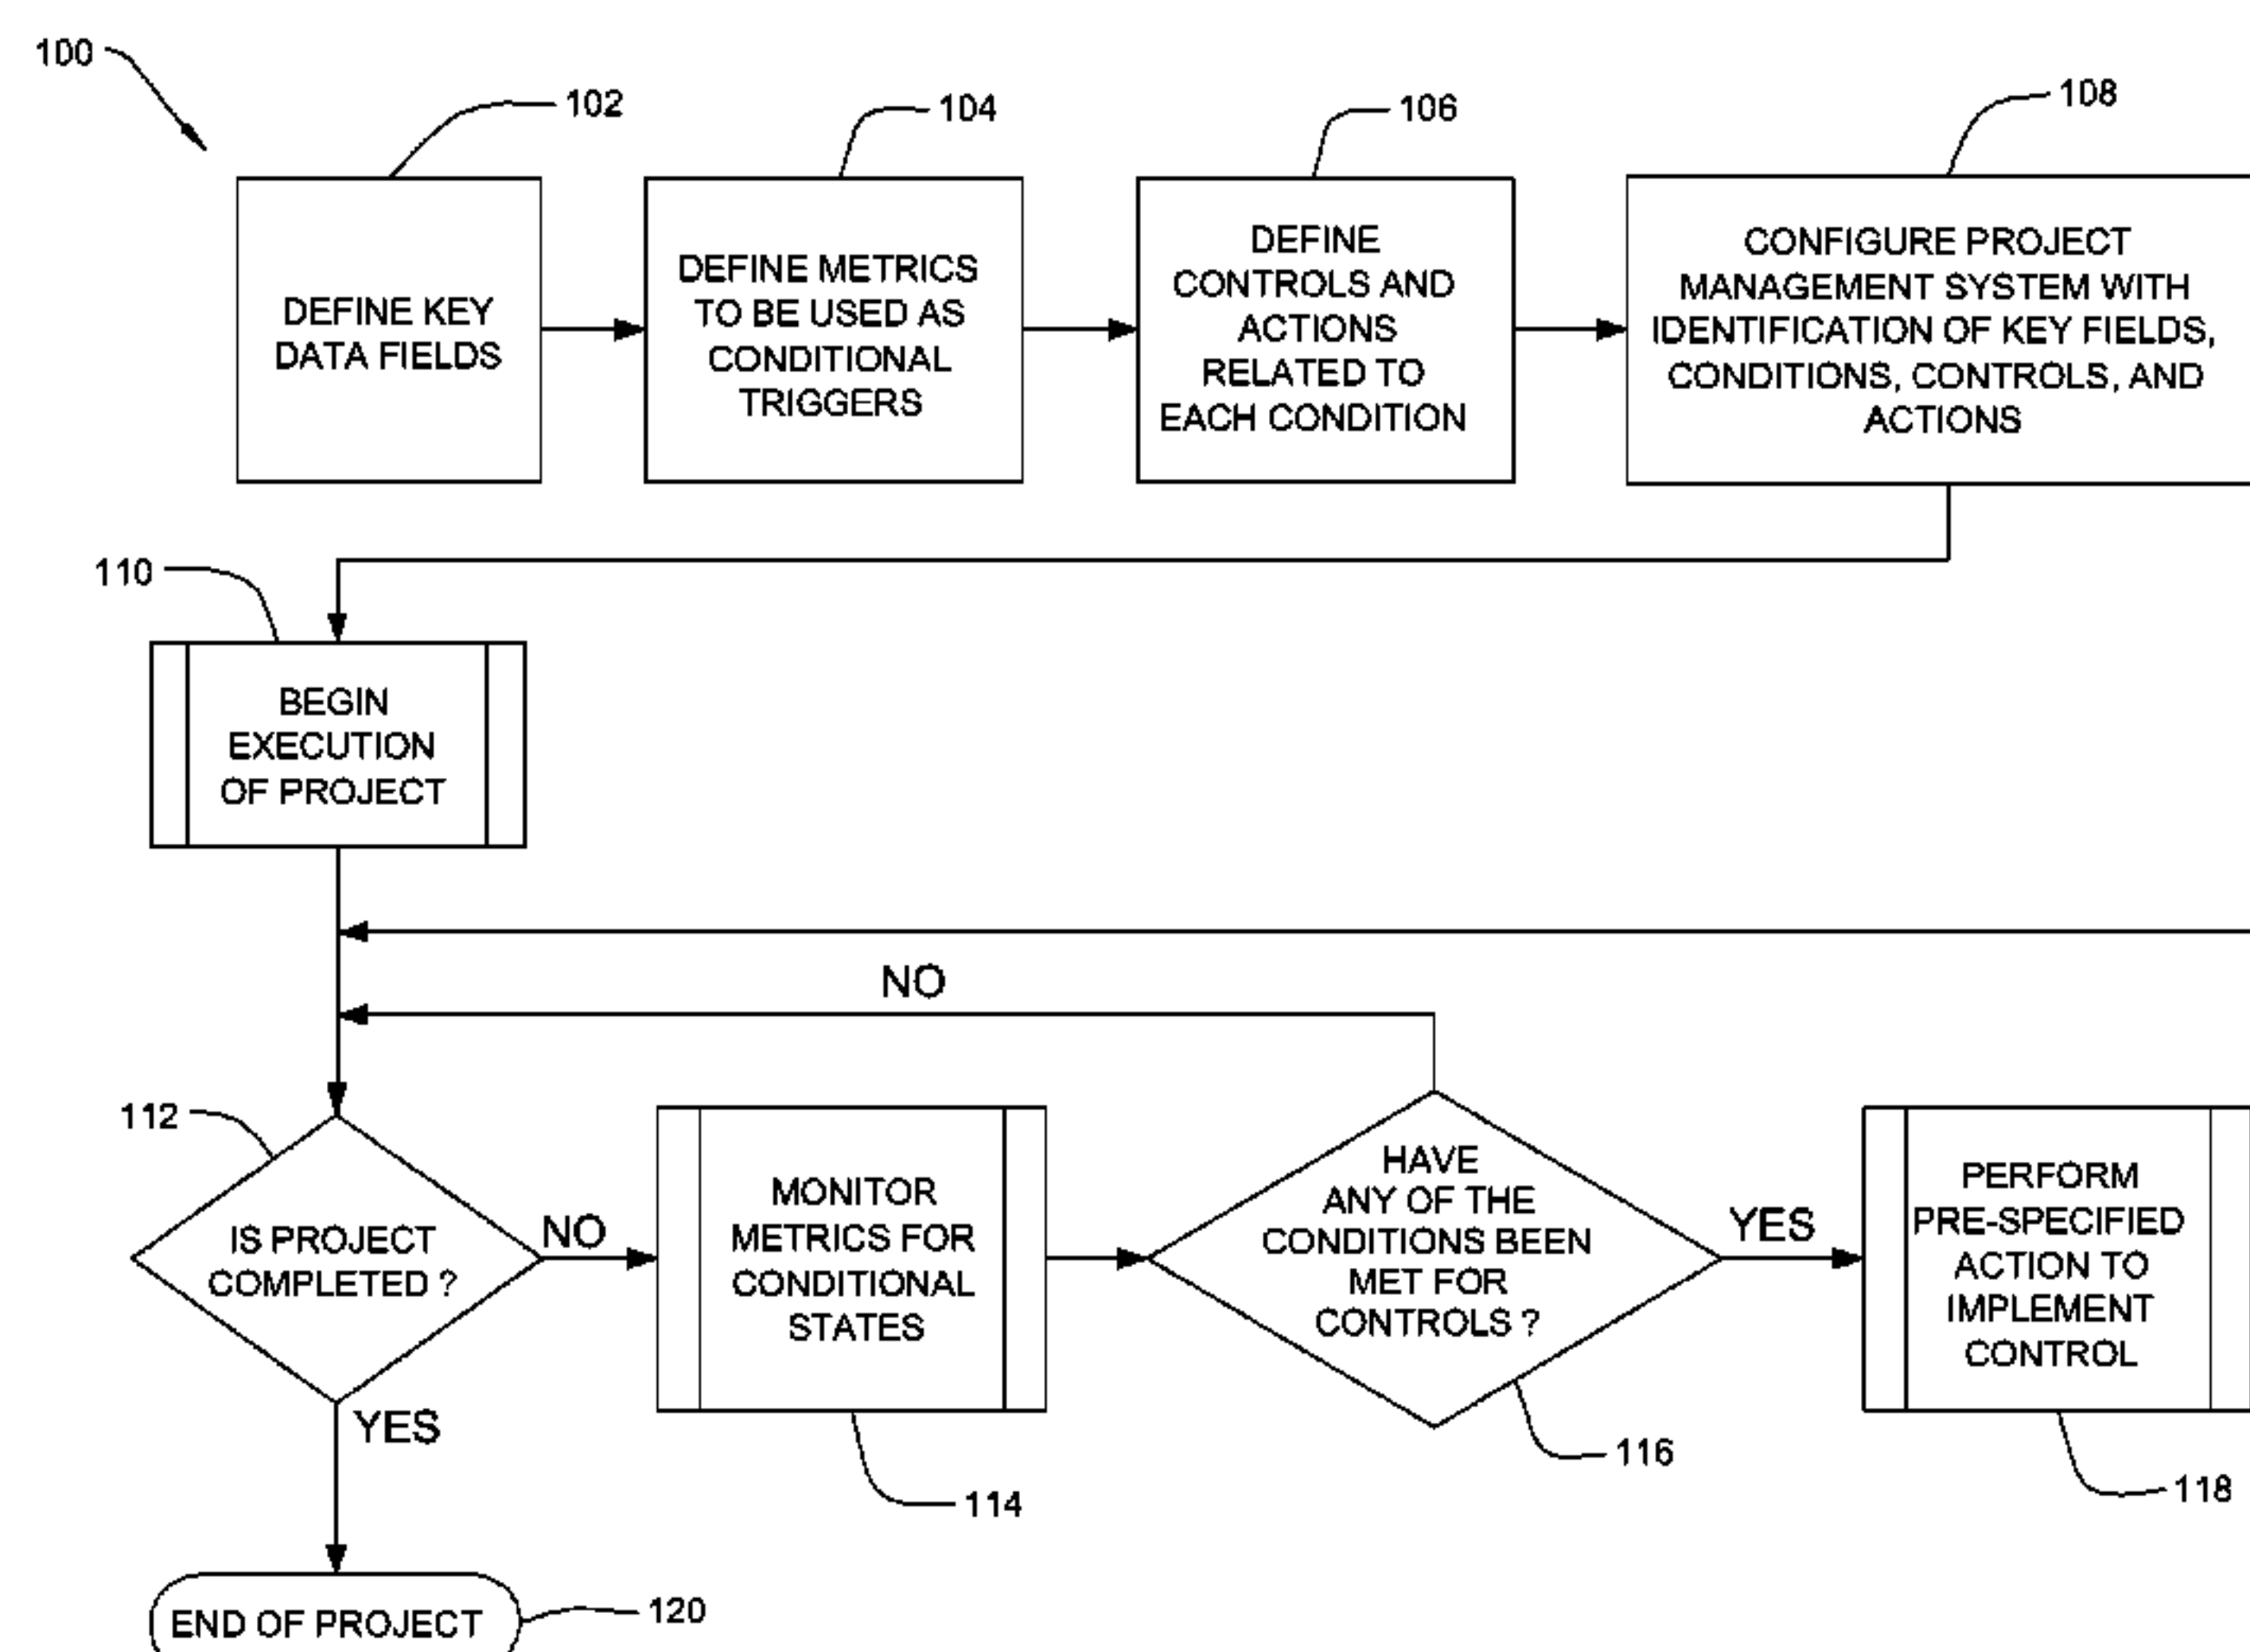 100
102
104
106
108
DEFINE KEY
DATA FIELDS
DEFINE METRICS
TO BE USED AS
CONDITIONAL
TRIGGERS
DEFINE
CONTROLS AND
ACTIONS
RELATED TO
EACH CONDITION
CONFIGURE PROJECT
MANAGEMENT SYSTEM WITH
IDENTIFICATION OF KEY FIELDS,
CONDITIONS, CONTROLS, AND
ACTIONS
110
BEGIN
EXECUTION
OF PROJECT
NO
112
IS PROJECT
COMPLETED ?
NO
YES
MONITOR
METRICS FOR
CONDITIONAL
STATES
114
HAVE
ANY OF THE
CONDITIONS BEEN
MET FOR
CONTROLS ?
116
YES
PERFORM
PRE-SPECIFIED
ACTION TO
IMPLEMENT
CONTROL
118
END OF PROJECT
120